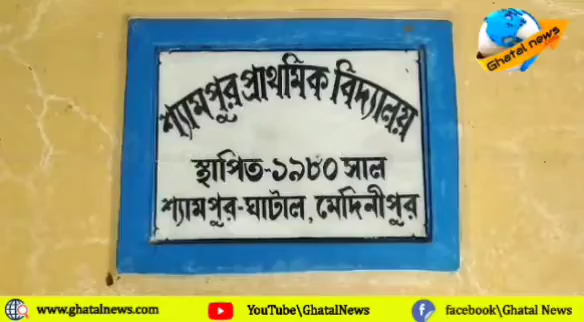 Ghatal news
শ্যামপুর প্রাথমিক বিদ্যালয়
স্থাপিত-১৯৮০ সাল
শ্যামপুর-ঘাটাল, মেদিনীপুর
www.ghatalnews.com YouTube\GhatalNews facebook\Ghatal News